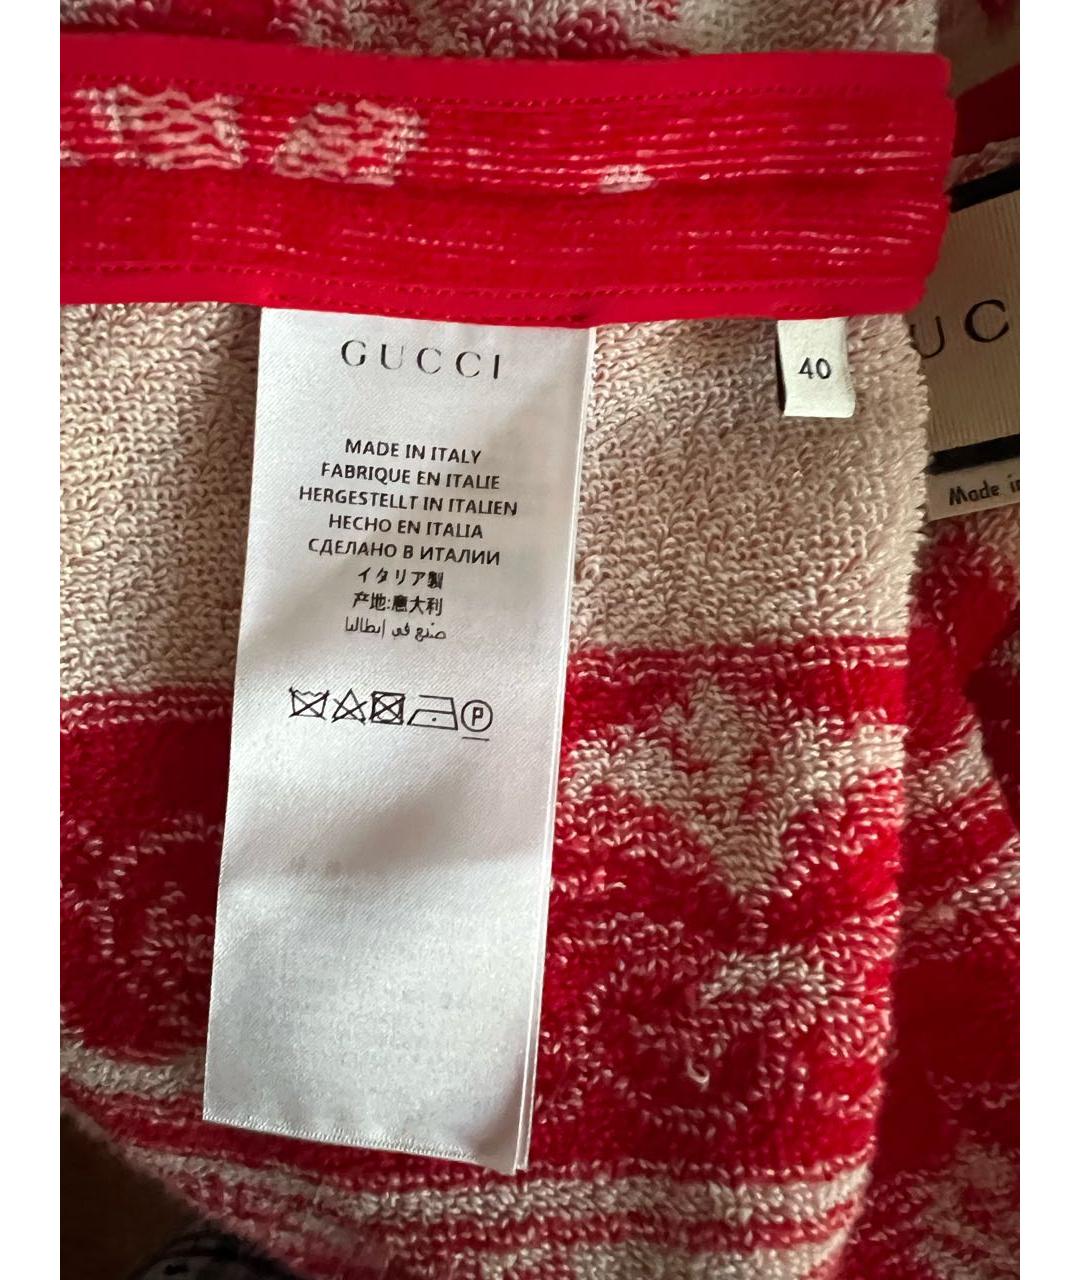 GUCCI
MADE IN ITALY
FABRIQUE EN ITALIE
HERGESTELLT IN ITALIEN
HECHO EN ITALIA
СДЕЛАНО В ИТАЛИИ
イタリア製
产地:意大利
صنع في إيطاليا
P
40
UC
Made in